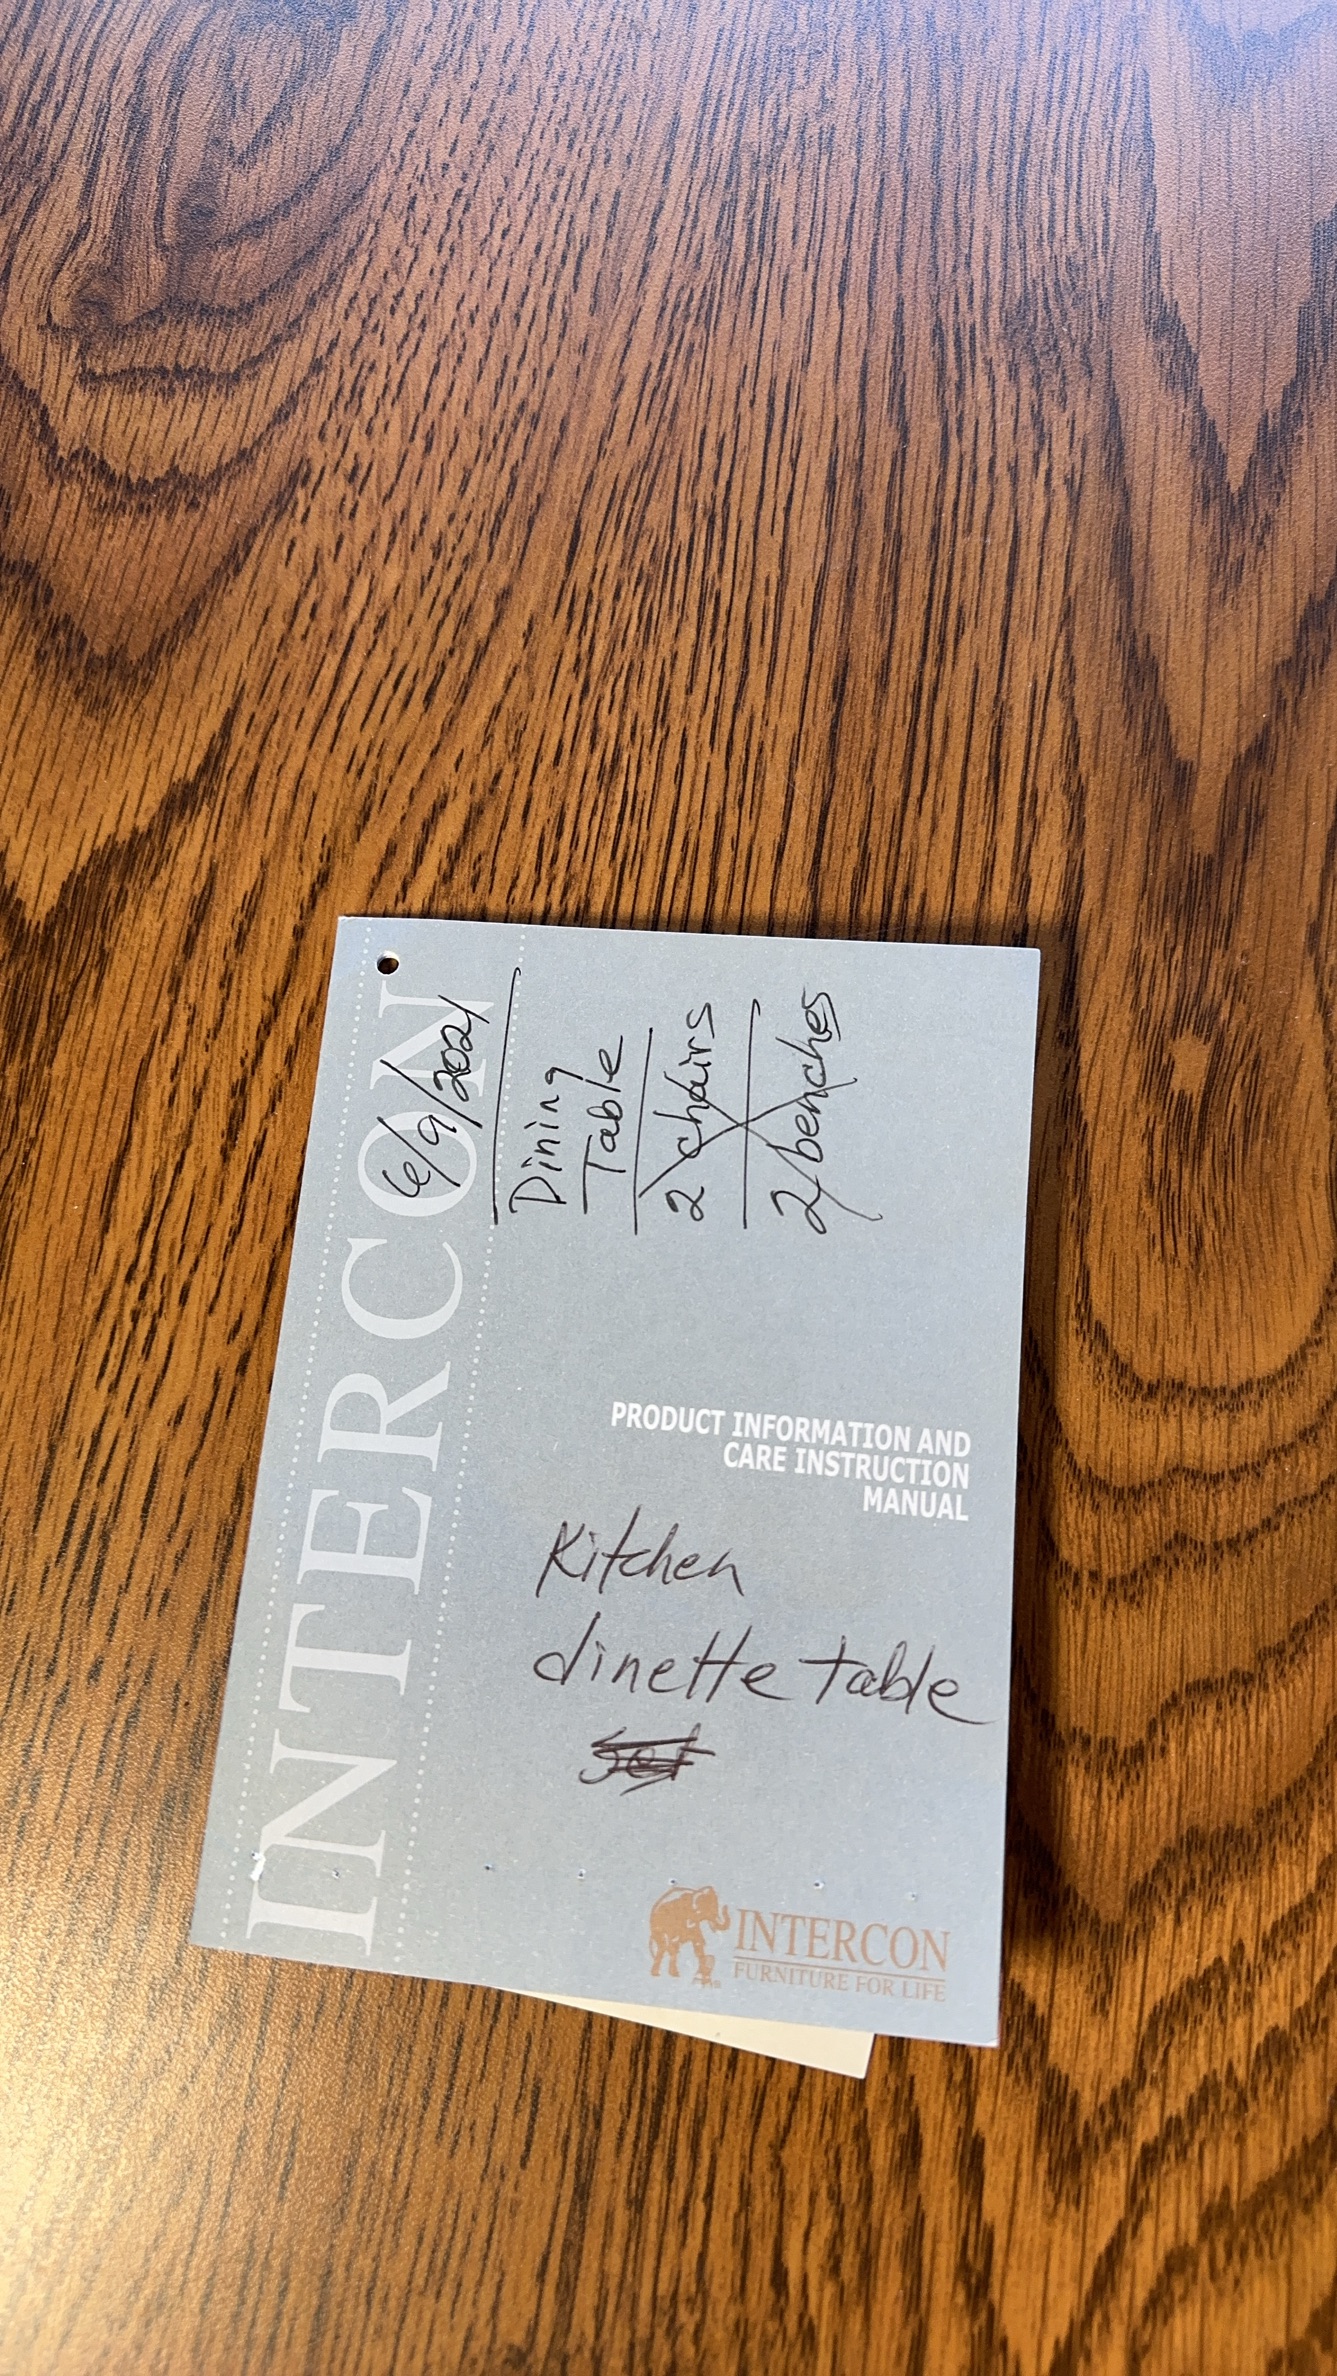 INTERCON
6/9/2021
Dining
Table
2 chairs
2 benches
PRODUCT INFORMATION AND
CARE INSTRUCTION
MANUAL
Kitchen
dinette table
set
INTERCON
FURNITURE FOR LIFE